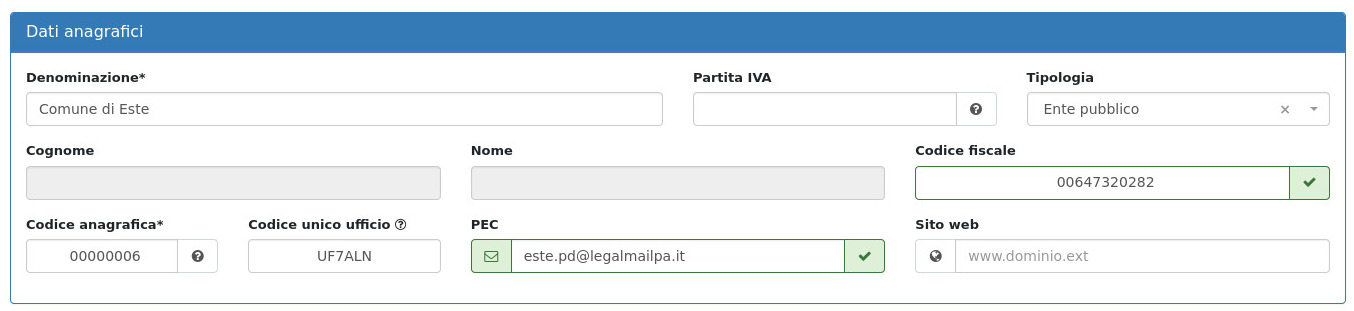 Dati anagrafici
Denominazione* Partita IVA Tipologia
Comune di Este Ente pubblico
Cognome Nome Codice fiscale
00647320282
Codice anagrafica* Codice unico ufficio PEC Sito web
00000006 UF7ALN este.pd@legalmailpa.it www.dominio.ext